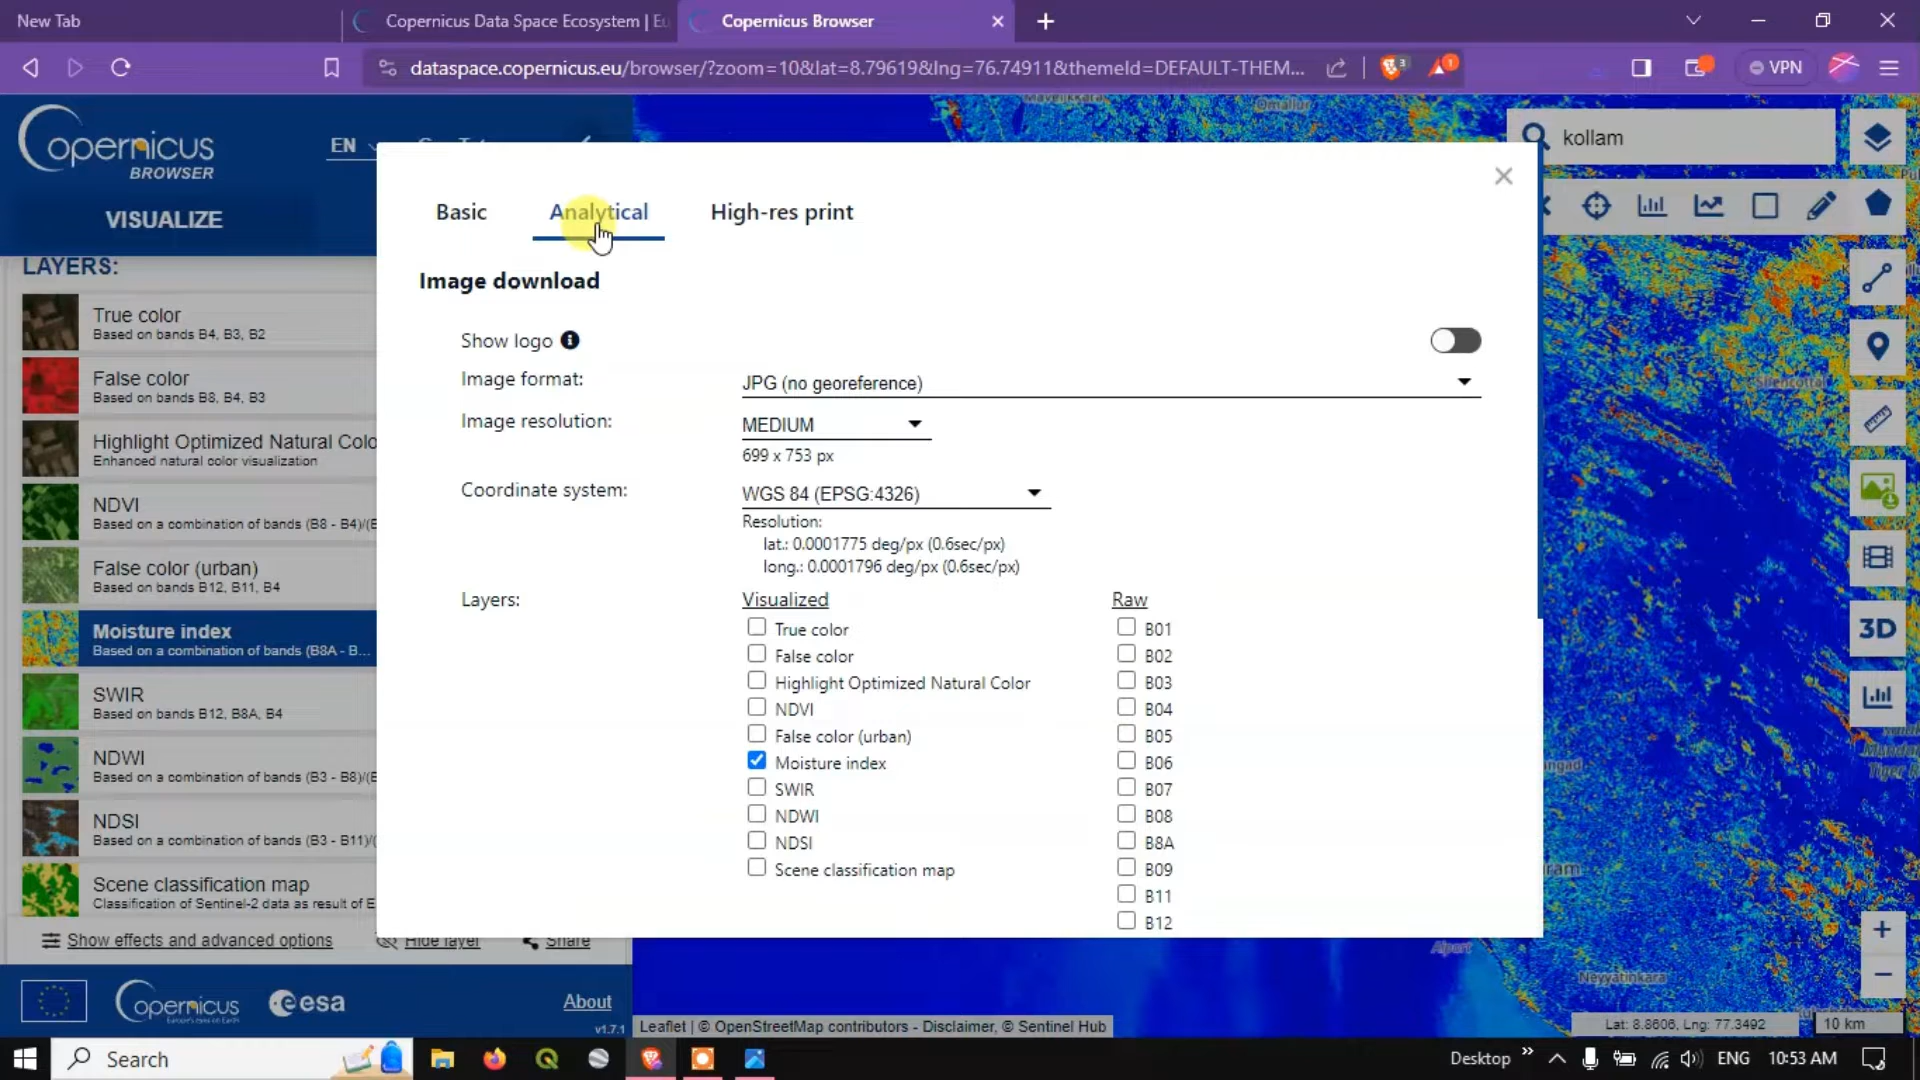 New Tab
Copernicus Data Space Ecosystem | Eu
Copernicus Browser
dataspace.copernicus.eu/browser/?zoom=10&lat=8.79619&lng=76.74911&themeId=DEFAULT-THEM...
3
1
VPN
Copernicus
BROWSER
EN
VISUALIZE
kollam
LAYERS:
True color
Based on bands B4, B3, B2
False color
Based on bands B8, B4, B3
Highlight Optimized Natural Colo
Enhanced natural color visualization
NDVI
Based on a combination of bands (B8 - B4)/(E
False color (urban)
Based on bands B12, B11, B4
Moisture index
Based on a combination of bands (B8A - B...
SWIR
Based on bands B12, B8A, B4
NDWI
Based on a combination of bands (B3 - B8)/(E
NDSI
Based on a combination of bands (B3 - B11)/(
Scene classification map
Classification of Sentinel-2 data as result of E
Show effects and advanced options
Hide layer
Share
Copernicus
esa
About
v1.7.1
Basic
Analytical
High-res print
Image download
Show logo
Image format:
JPG (no georeference)
Image resolution:
MEDIUM
699 x 753 px
Coordinate system:
WGS 84 (EPSG:4326)
Resolution:
lat.: 0.0001775 deg/px (0.6sec/px)
long.: 0.0001796 deg/px (0.6sec/px)
Layers:
Visualized
Raw
True color
B01
False color
B02
Highlight Optimized Natural Color
B03
NDVI
B04
False color (urban)
B05
Moisture index
B06
SWIR
B07
NDWI
B08
NDSI
B8A
Scene classification map
B09
B11
B12
3D
Neyyatinkara
Leaflet | © OpenStreetMap contributors - Disclaimer, © Sentinel Hub
Lat: 8.8606, Lng: 77.3492
10 km
Search
Desktop
ENG
10:53 AM